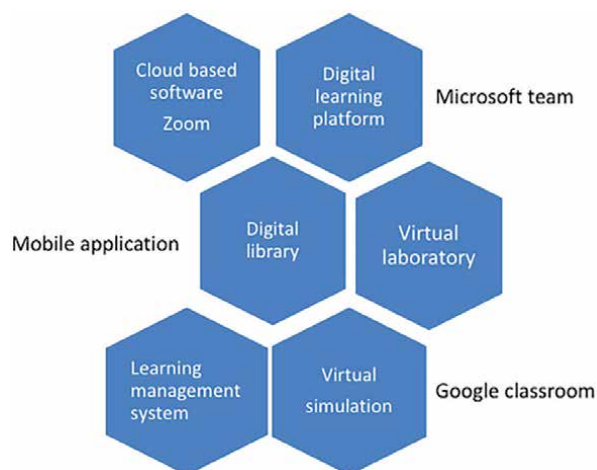 Cloud based
software
Zoom
Digital
learning
platform
Microsoft team
Mobile application
Digital
library
Virtual
laboratory
Learning
management
system
Virtual
simulation
Google classroom